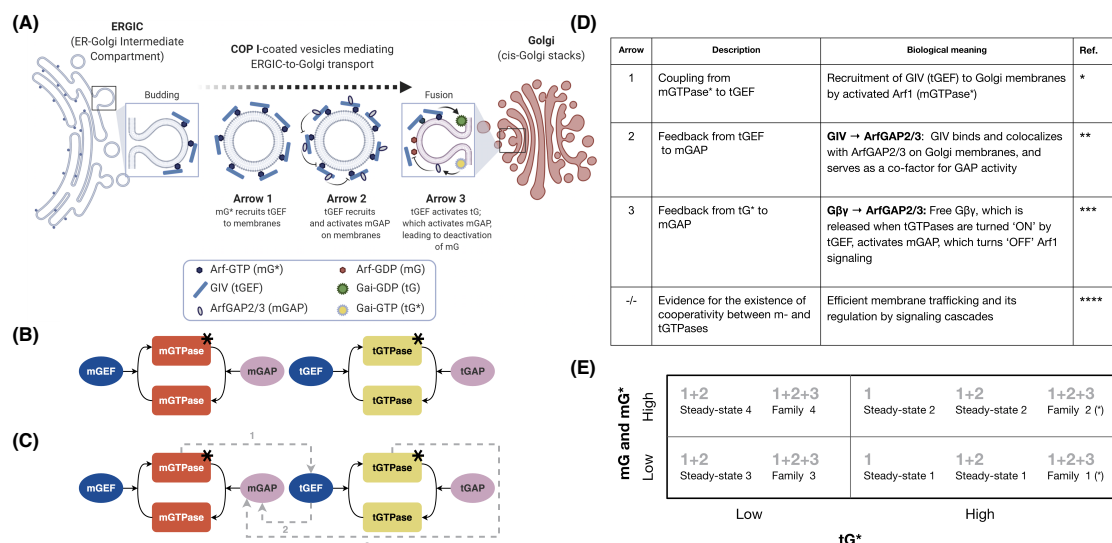 (A)
ERGIC
(ER-Golgi Intermediate
Compartment)
COP I-coated vesicles mediating
ERGIC-to-Golgi transport
Golgi
(cis-Golgi stacks)
Budding
Fusion
Arrow 1
mG* recruits tGEF
to membranes
Arrow 2
tGEF recruits
and activates mGAP
on membranes
Arrow 3
tGEF activates tG;
which activates mGAP,
leading to deactivation
of mG
Arf-GTP (mG*)
GIV (tGEF)
ArfGAP2/3 (mGAP)
Arf-GDP (mG)
Gai-GDP (tG)
Gai-GTP (tG*)
(B)
mGEF
mGTPase
*
mGTPase
mGAP
tGEF
tGTPase
*
tGTPase
tGAP
(C)
1
mGEF
mGTPase
*
mGTPase
mGAP
tGEF
tGTPase
*
tGTPase
tGAP
2
(D)
Arrow Description Biological meaning Ref.
1 Coupling from
mGTPase* to tGEF
Recruitment of GIV (tGEF) to Golgi membranes
by activated Arf1 (mGTPase*)
*
2 Feedback from tGEF
to mGAP
GIV → ArfGAP2/3: GIV binds and colocalizes
with ArfGAP2/3 on Golgi membranes, and
serves as a co-factor for GAP activity
**
3 Feedback from tG* to
mGAP
Gβγ → ArfGAP2/3: Free Gβγ, which is
released when tGTPases are turned ‘ON’ by
tGEF, activates mGAP, which turns ‘OFF’ Arf1
signaling
***
-/- Evidence for the existence of
cooperativity between m- and
tGTPases
Efficient membrane trafficking and its
regulation by signaling cascades
****
(E)
mG and mG*
High
Low
1+2 1+2+3 1 1+2 1+2+3
Steady-state 4 Family 4 Steady-state 2 Steady-state 2 Family 2 (*)
1+2 1+2+3 1 1+2 1+2+3
Steady-state 3 Family 3 Steady-state 1 Steady-state 1 Family 1 (*)
Low High
tG*